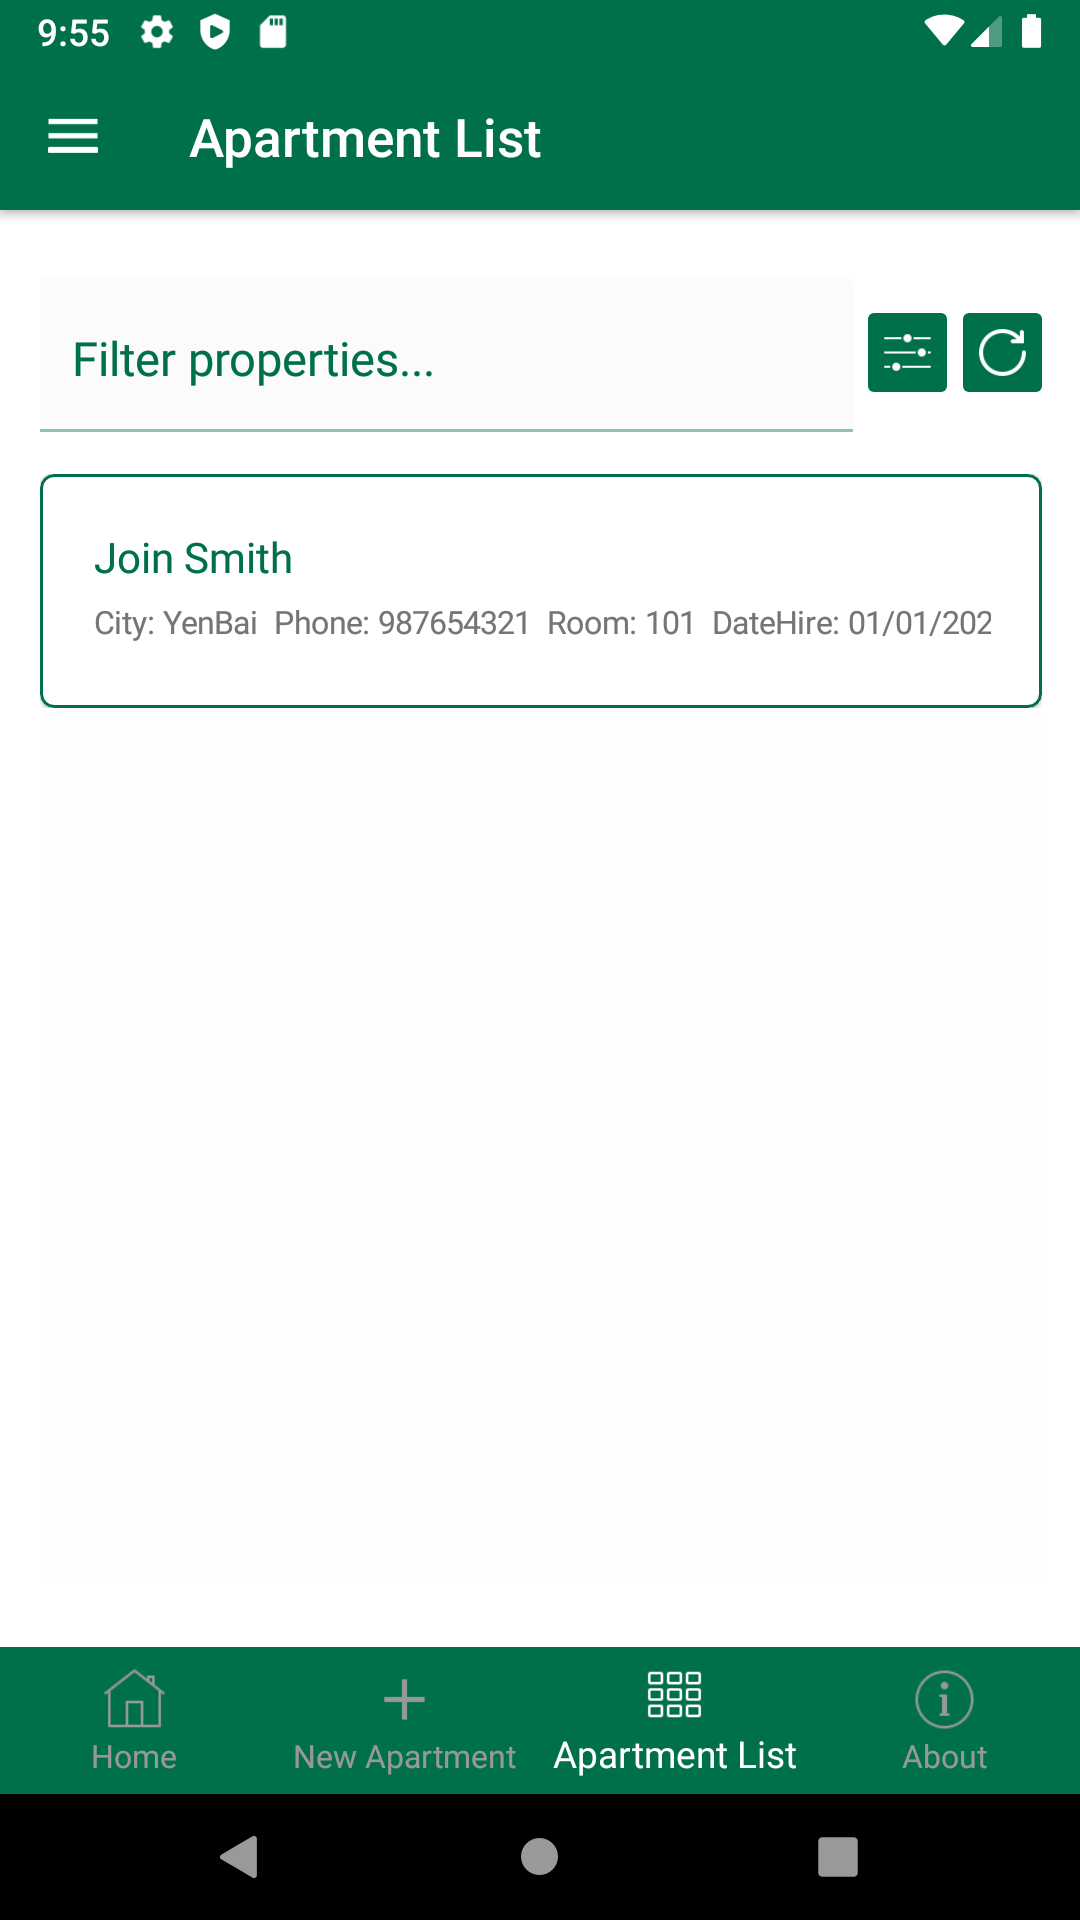 9:55
Apartment List
Filter properties...
Join Smith
City: YenBai Phone: 987654321 Room: 101 DateHire: 01/01/202
Home New Apartment Apartment List About